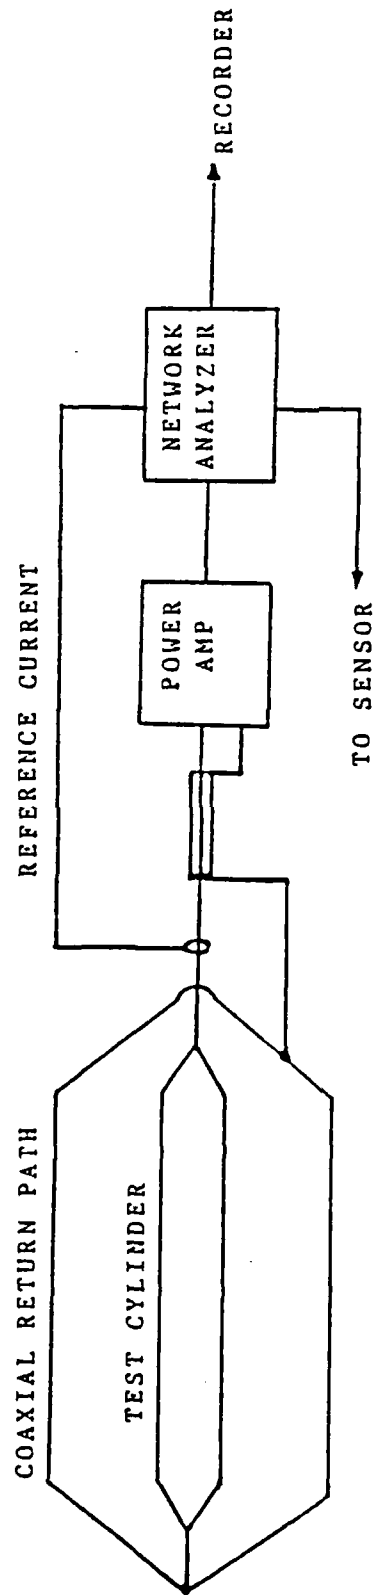 COAXIAL RETURN PATH
TEST CYLINDER
REFERENCE CURRENT
POWER
AMP
NETWORK
ANALYZER
TO SENSOR
RECORDER